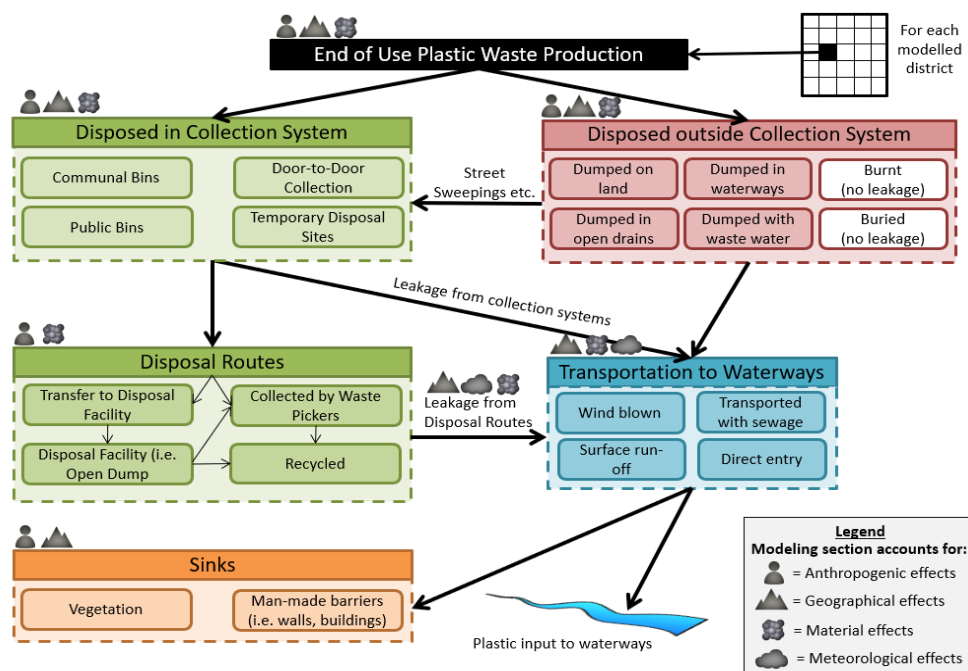 End of Use Plastic Waste Production
For each
modelled
district
Disposed in Collection System
Communal Bins
Door-to-Door
Collection
Public Bins
Temporary Disposal
Sites
Street
Sweepings etc.
Disposed outside Collection System
Dumped on
land
Dumped in
waterways
Burnt
(no leakage)
Dumped in
open drains
Dumped with
waste water
Buried
(no leakage)
Leakage from collection systems
Disposal Routes
Transfer to Disposal
Facility
Collected by Waste
Pickers
Disposal Facility (i.e.
Open Dump
Recycled
Leakage from
Disposal Routes
Transportation to Waterways
Wind blown
Transported
with sewage
Surface run-
off
Direct entry
Sinks
Vegetation
Man-made barriers
(i.e. walls, buildings)
Plastic input to waterways
Legend
Modeling section accounts for:
= Anthropogenic effects
= Geographical effects
= Material effects
= Meteorological effects